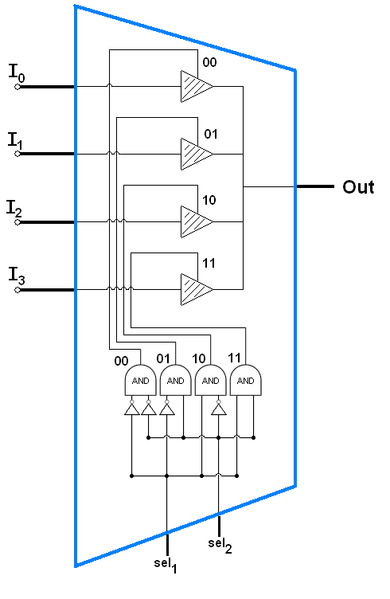 00
I0
01
I1
Out
10
I2
11
I3
00 01 10 11
AND AND AND AND
sel1
sel2